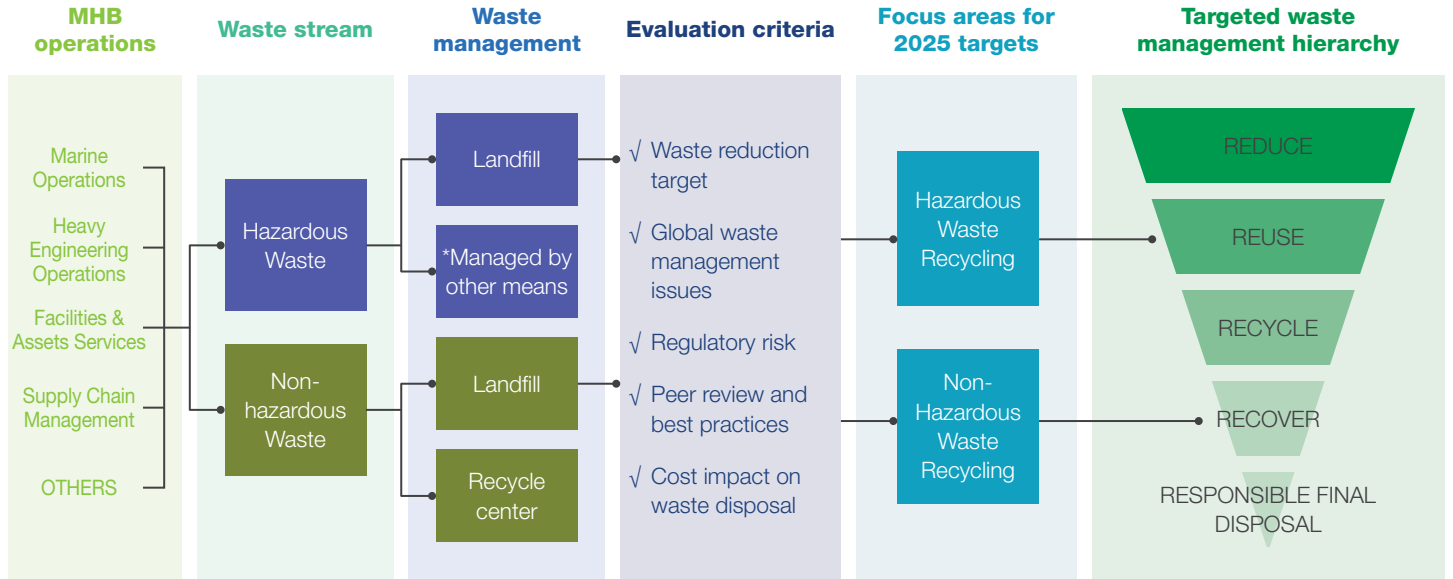 MHB
operations
Waste stream
Waste
management
Evaluation criteria
Focus areas for
2025 targets
Targeted waste
management hierarchy
Marine
Operations
Heavy
Engineering
Operations
Facilities &
Assets Services
Supply Chain
Management
OTHERS
Hazardous
Waste
Non-
hazardous
Waste
Landfill
*Managed by
other means
Landfill
Recycle
center
√ Waste reduction
target
√ Global waste
management
issues
√ Regulatory risk
√ Peer review and
best practices
√ Cost impact on
waste disposal
Hazardous
Waste
Recycling
Non-
Hazardous
Waste
Recycling
REDUCE
REUSE
RECYCLE
RECOVER
RESPONSIBLE FINAL
DISPOSAL